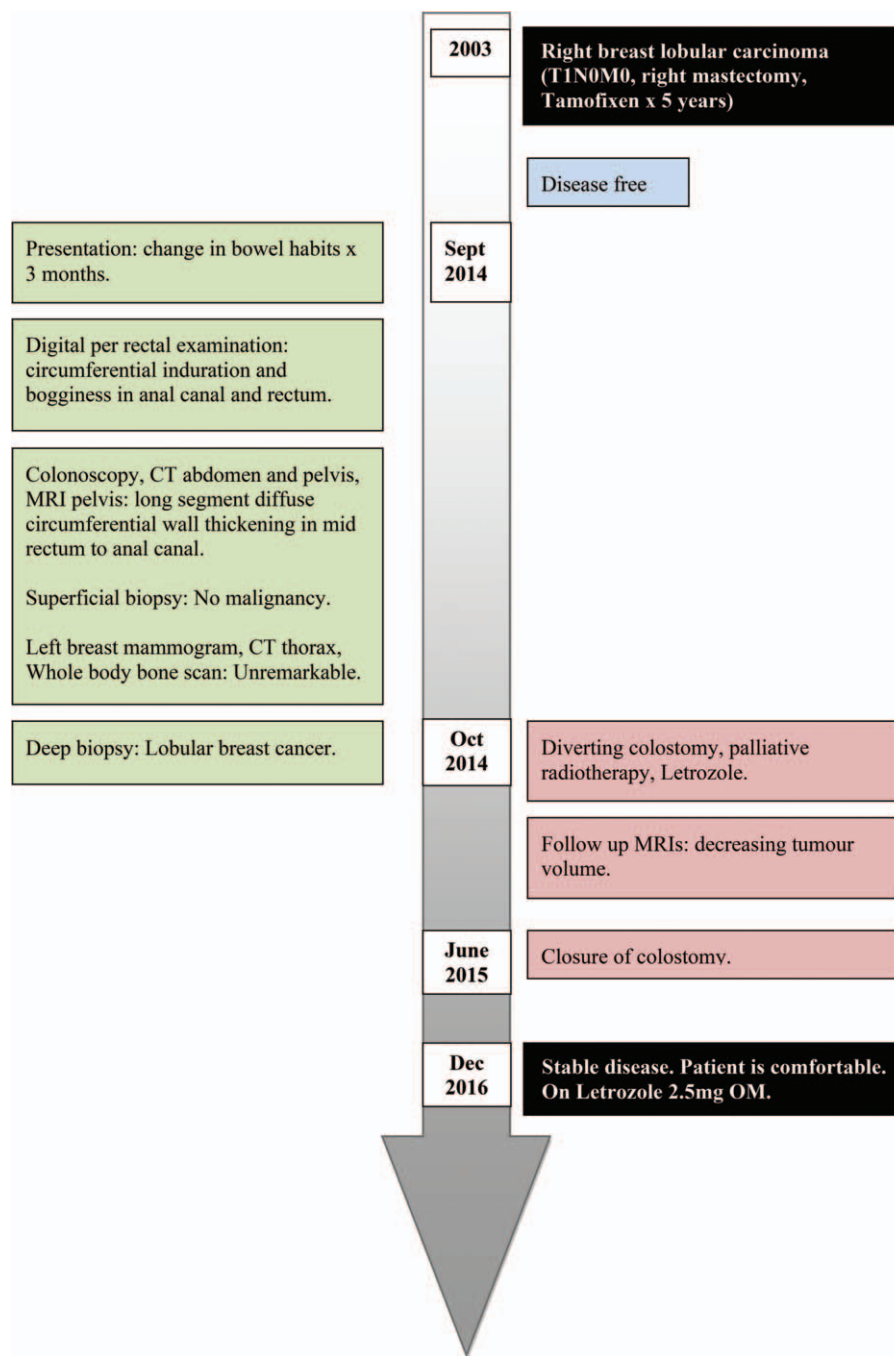 2003
Right breast lobular carcinoma
(T1N0M0, right mastectomy,
Tamofixen x 5 years)
Disease free
Presentation: change in bowel habits x
3 months.
Sept
2014
Digital per rectal examination:
circumferential induration and
bogginess in anal canal and rectum.
Colonoscopy, CT abdomen and pelvis,
MRI pelvis: long segment diffuse
circumferential wall thickening in mid
rectum to anal canal.
Superficial biopsy: No malignancy.
Left breast mammogram, CT thorax,
Whole body bone scan: Unremarkable.
Deep biopsy: Lobular breast cancer.
Oct
2014
Diverting colostomy, palliative
radiotherapy, Letrozole.
Follow up MRIs: decreasing tumour
volume.
June
2015
Closure of colostomy.
Dec
2016
Stable disease. Patient is comfortable.
On Letrozole 2.5mg OM.